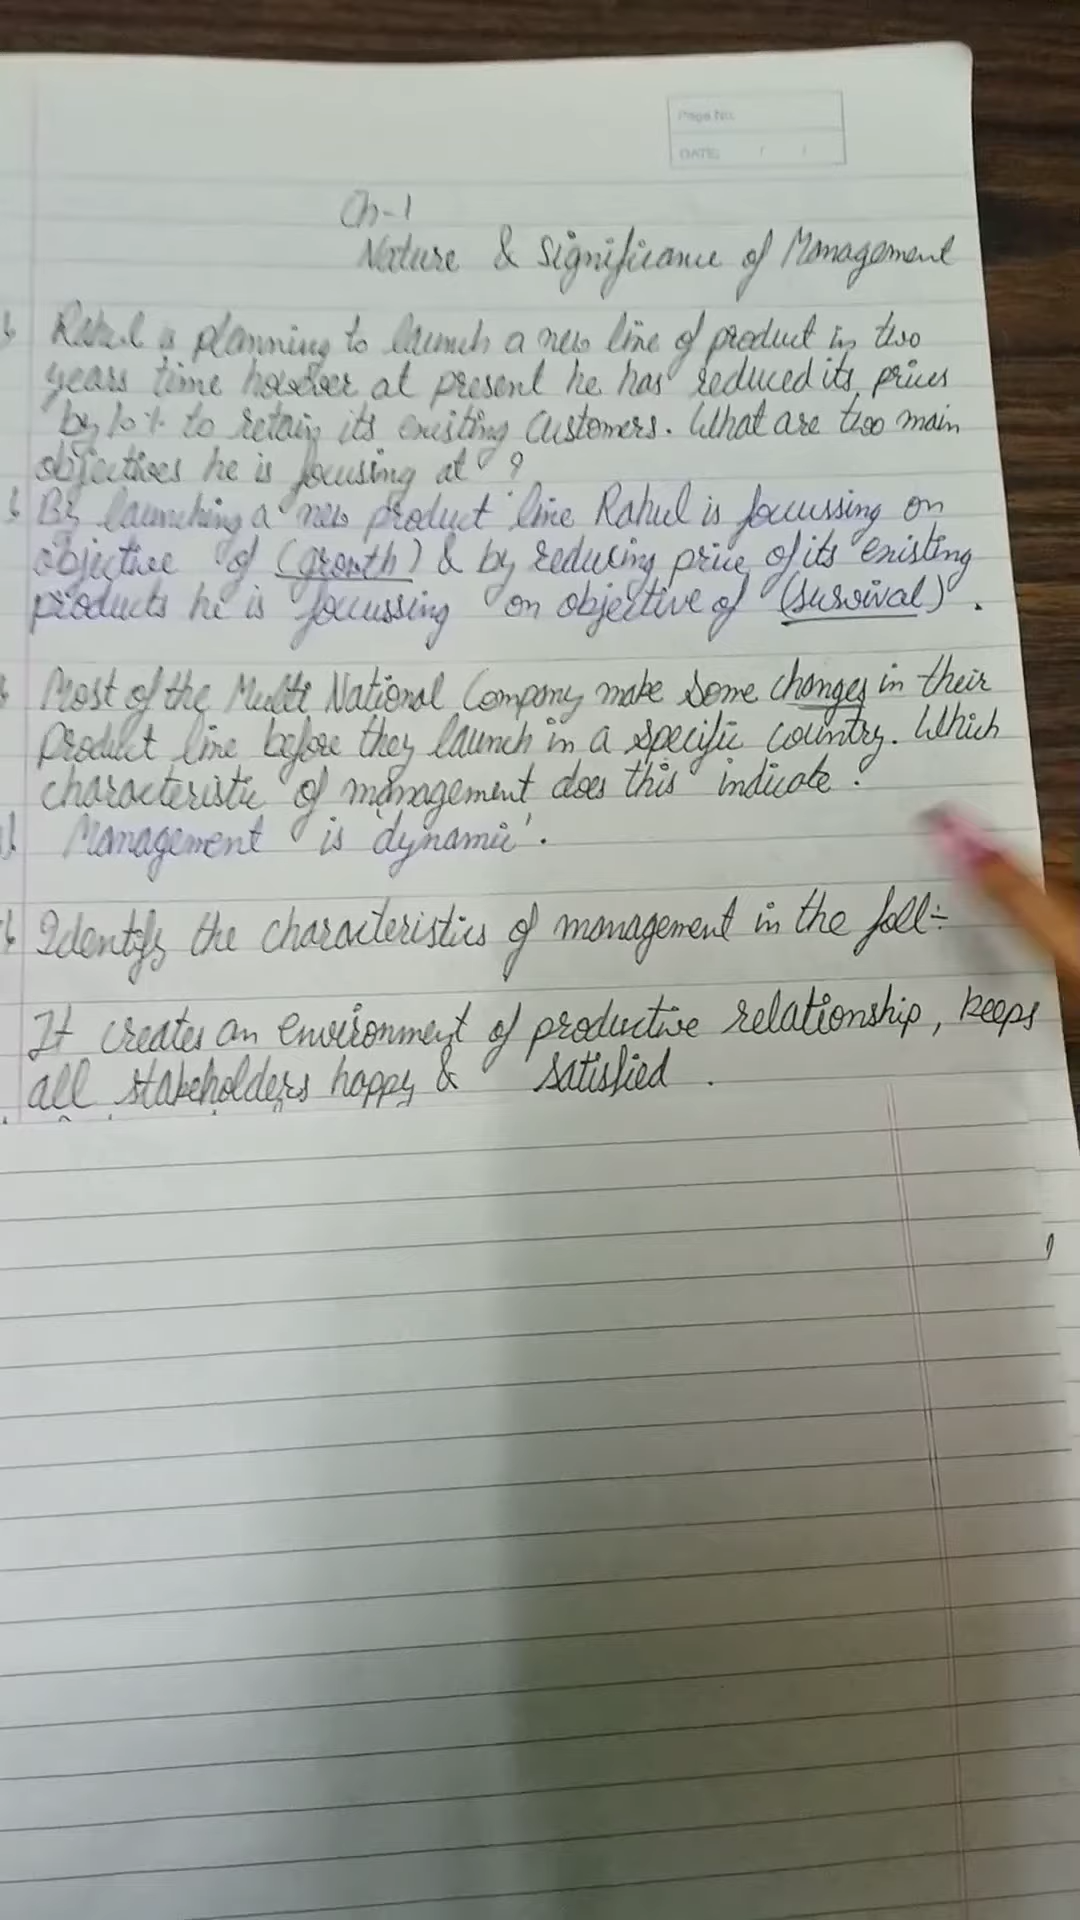 Page No.
DATE: / /
Ch-1
Nature & Significance of Management
Rahul is planning to launch a new line of product in two
years time however at present he has reduced its prices
by 10% to retain its existing customers. What are two main
objectives he is focusing at ?
By launching a new product line Rahul is focussing on
objective of (growth) & by reducing price of its existing
products he is focussing on objective of (survival).
Most of the Multi National Company make some changes in their
Product line before they launch in a specific country. Which
characteristic of management does this indicate?
Management is 'dynamic'.
Identify the characteristics of management in the foll:-
It creates an environment of productive relationship, keeps
all stakeholders happy & satisfied.